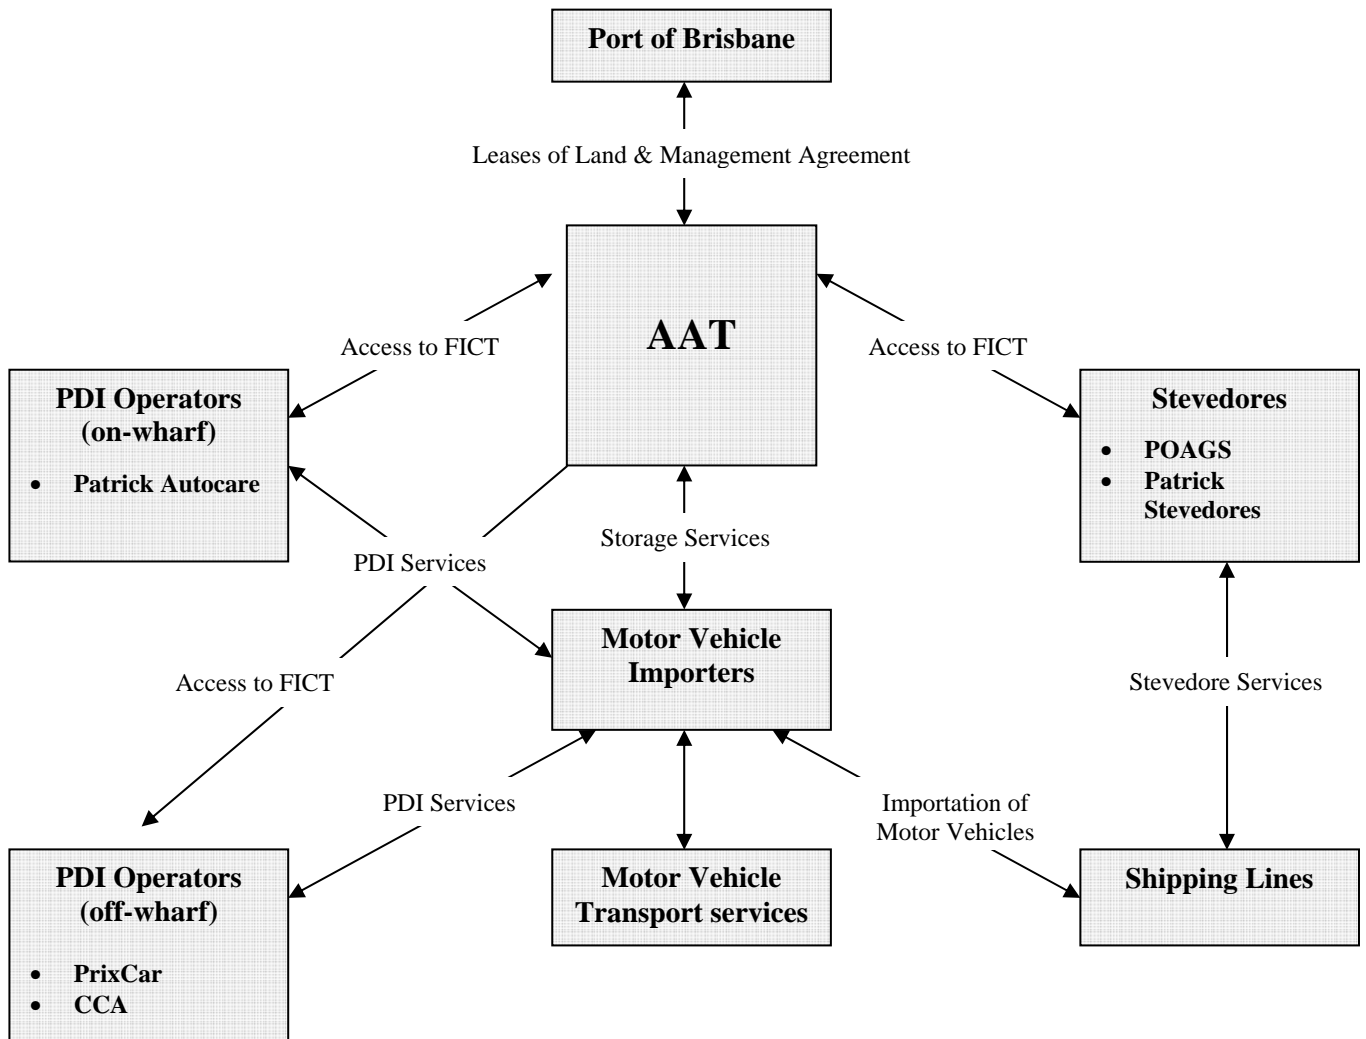 Port of Brisbane
Leases of Land & Management Agreement
AAT
Access to FICT
Access to FICT
PDI Operators
(on-wharf)
• Patrick Autocare
Stevedores
• POAGS
• Patrick
Stevedores
Storage Services
PDI Services
Motor Vehicle
Importers
Access to FICT
Stevedore Services
PDI Services
Importation of
Motor Vehicles
PDI Operators
(off-wharf)
• PrixCar
• CCA
Motor Vehicle
Transport services
Shipping Lines